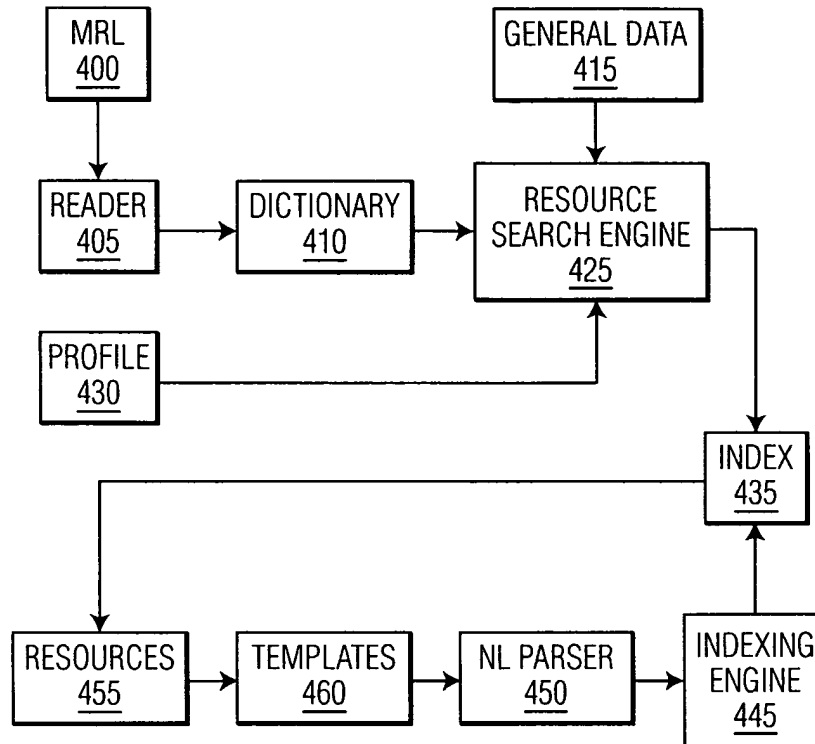 MRL
400
GENERAL DATA
415
READER
405
DICTIONARY
410
RESOURCE
SEARCH ENGINE
425
PROFILE
430
INDEX
435
RESOURCES
455
TEMPLATES
460
NL PARSER
450
INDEXING
ENGINE
445